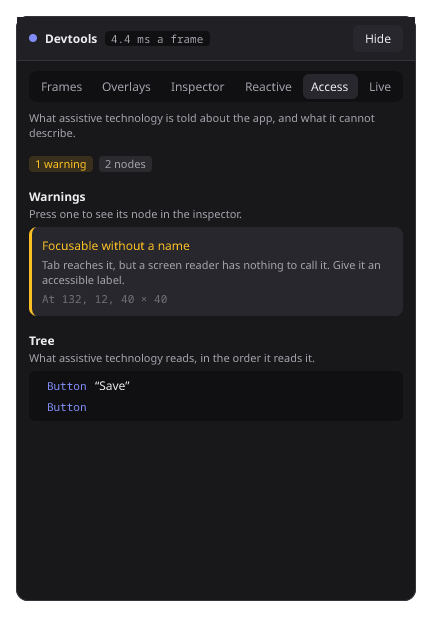 Devtools 4.4 ms a frame Hide
Frames Overlays Inspector Reactive Access Live
What assistive technology is told about the app, and what it cannot
describe.
1 warning 2 nodes
Warnings
Press one to see its node in the inspector.
Focusable without a name
Tab reaches it, but a screen reader has nothing to call it. Give it an
accessible label.
At 132, 12, 40 × 40
Tree
What assistive technology reads, in the order it reads it.
Button “Save”
Button